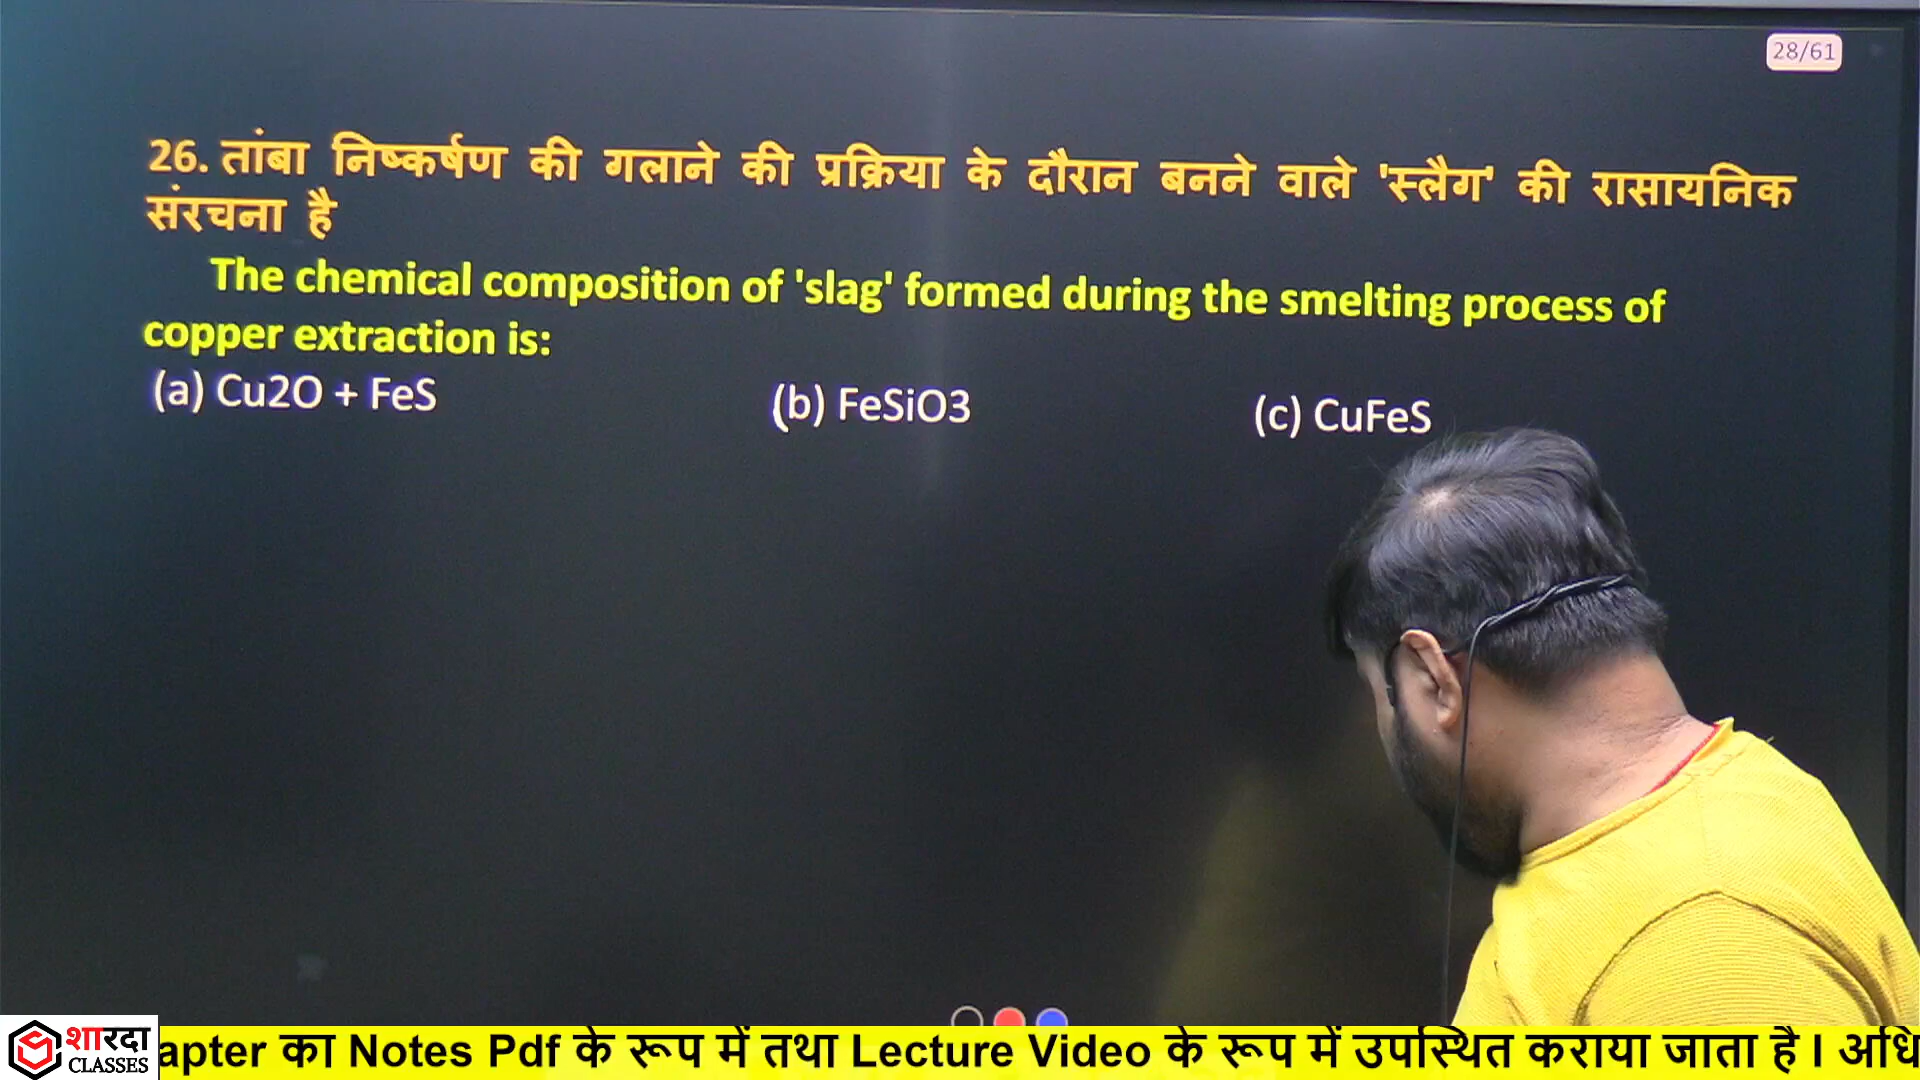 28/61
26. तांबा निष्कर्षण की गलाने की प्रक्रिया के दौरान बनने वाले 'स्लैग' की रासायनिक
संरचना है
The chemical composition of 'slag' formed during the smelting process of
copper extraction is:
(a) Cu2O + FeS (b) FeSiO3 (c) CuFeS
शारदा
CLASSES
apter का Notes Pdf के रूप में तथा Lecture Video के रूप में उपस्थित कराया जाता है I अधि